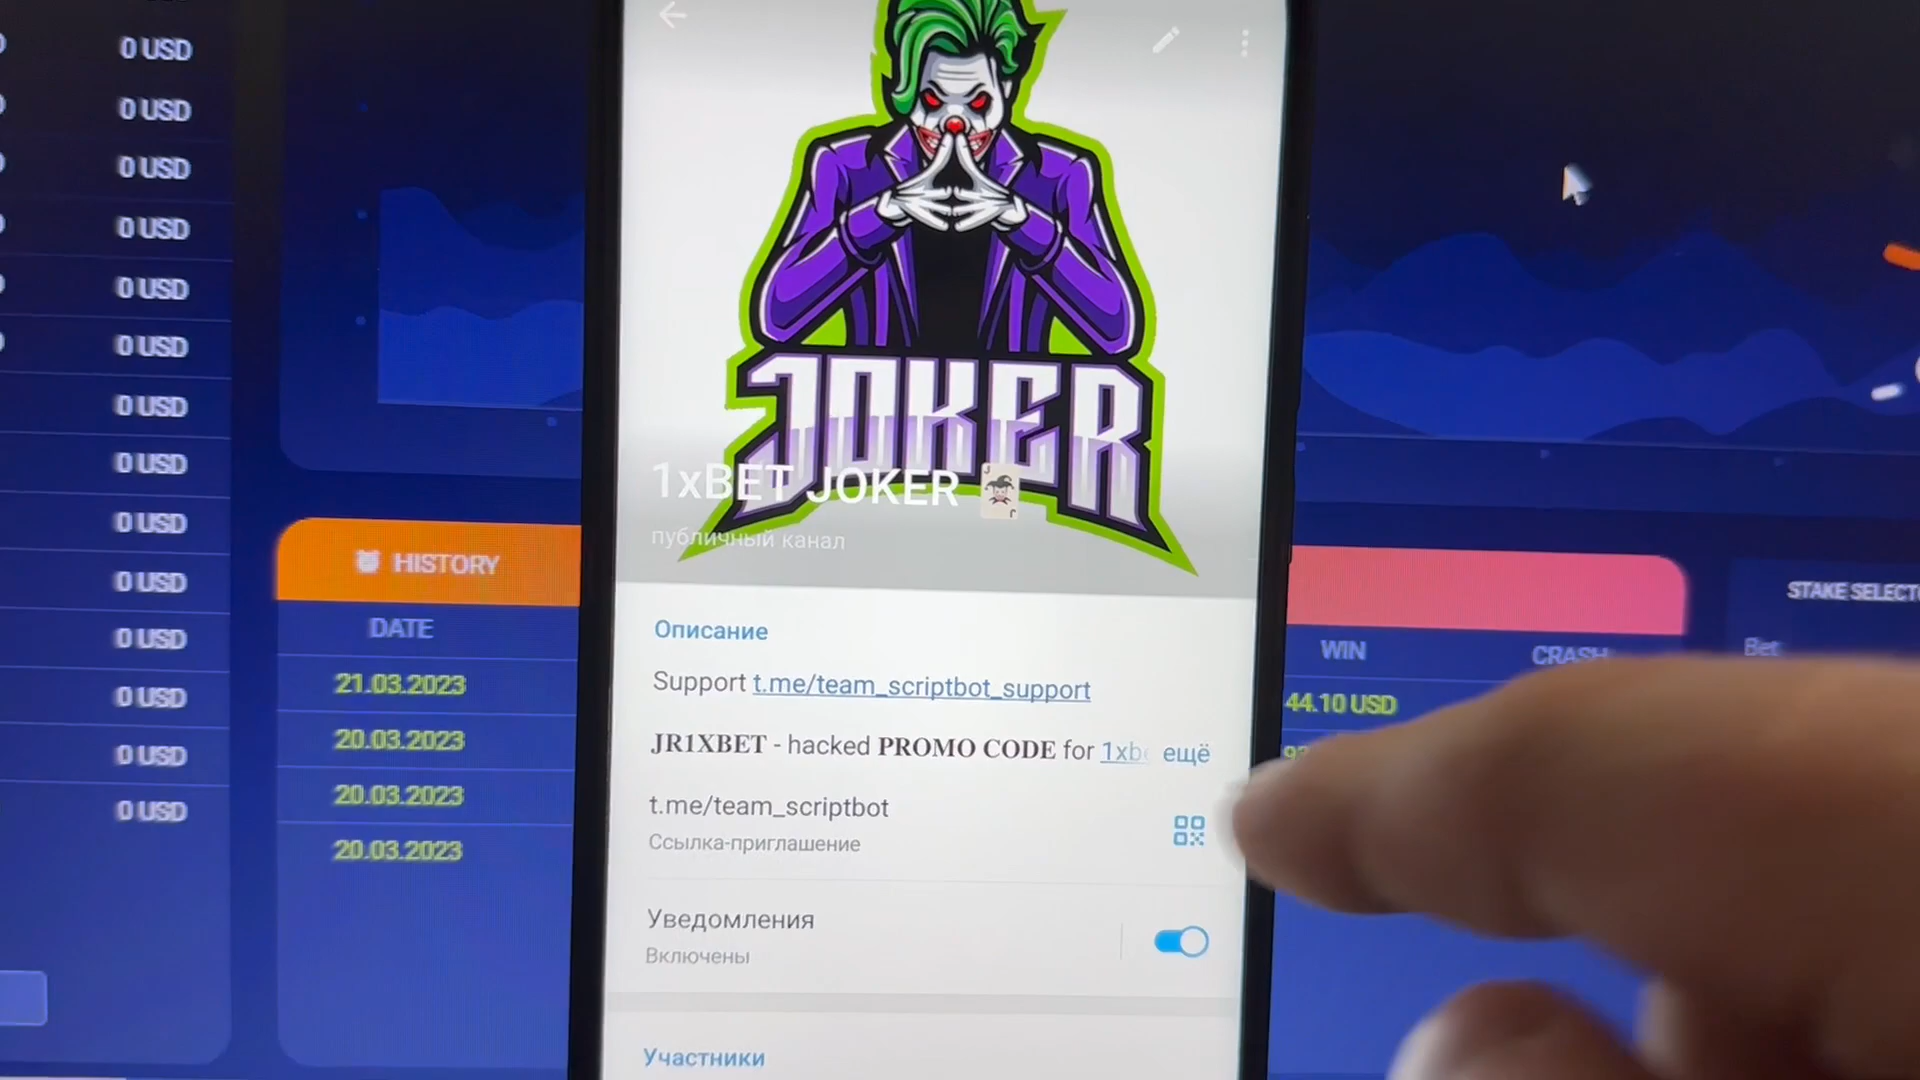 0 USD
0 USD
0 USD
0 USD
0 USD
0 USD
0 USD
0 USD
0 USD
0 USD
0 USD
0 USD
0 USD
0 USD
HISTORY
DATE
21.03.2023
20.03.2023
20.03.2023
20.03.2023
JOKER
1xBET JOKER
публичный канал
Описание
Support t.me/team_scriptbot_support
JR1XBET - hacked PROMO CODE for 1xb ещё
t.me/team_scriptbot
Ссылка-приглашение
Уведомления
Включены
Участники
WIN
CRASH
44.10 USD
STAKE SELECTO
Bet